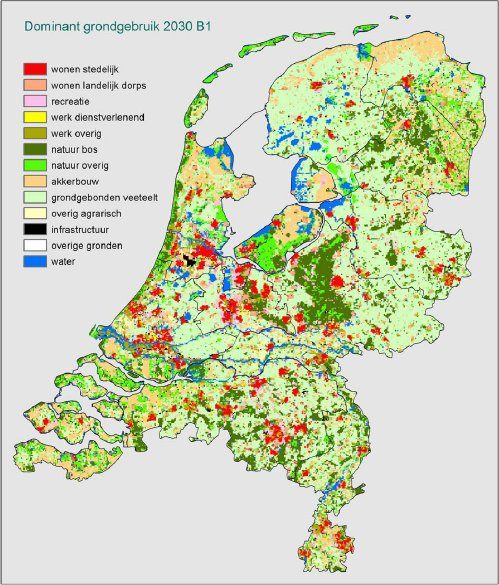 Dominant grondgebruik 2030 B1
wonen stedelijk
wonen landelijk dorps
recreatie
werk dienstverlenend
werk overig
natuur bos
natuur overig
akkerbouw
grondgebonden veeteelt
overig agrarisch
infrastructuur
overige gronden
water